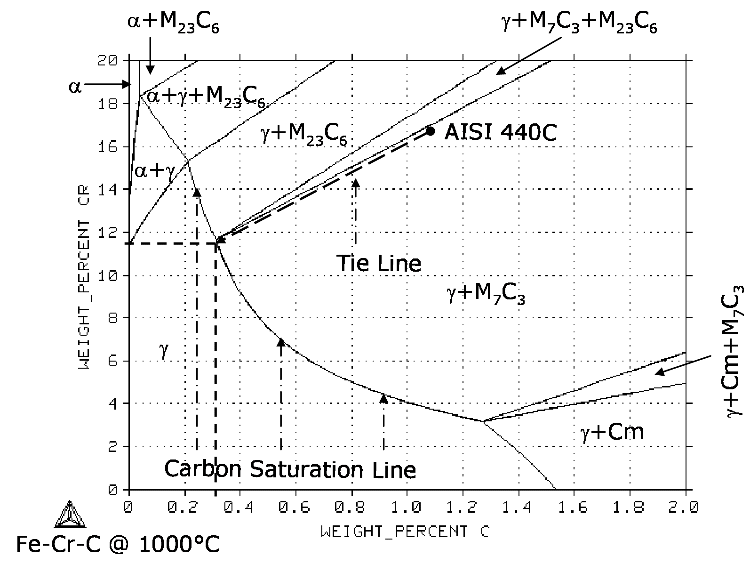 α+M23C6
γ+M7C3+M23C6
20
α
α+γ+M23C6
18
γ+M23C6
AISI 440C
16
α+γ
14
12
Tie Line
10
γ+M7C3
WEIGHT_PERCENT CR
8
γ
6
γ+Cm+M7C3
4
γ+Cm
2
Carbon Saturation Line
0
0 0.2 0.4 0.6 0.8 1.0 1.2 1.4 1.6 1.8 2.0
WEIGHT_PERCENT C
Fe-Cr-C @ 1000°C